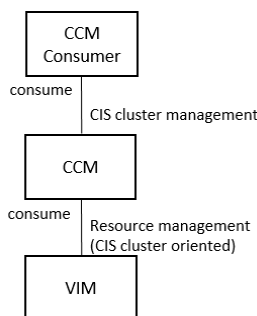 CCM
Consumer
consume
CIS cluster management
CCM
consume
Resource management
(CIS cluster oriented)
VIM